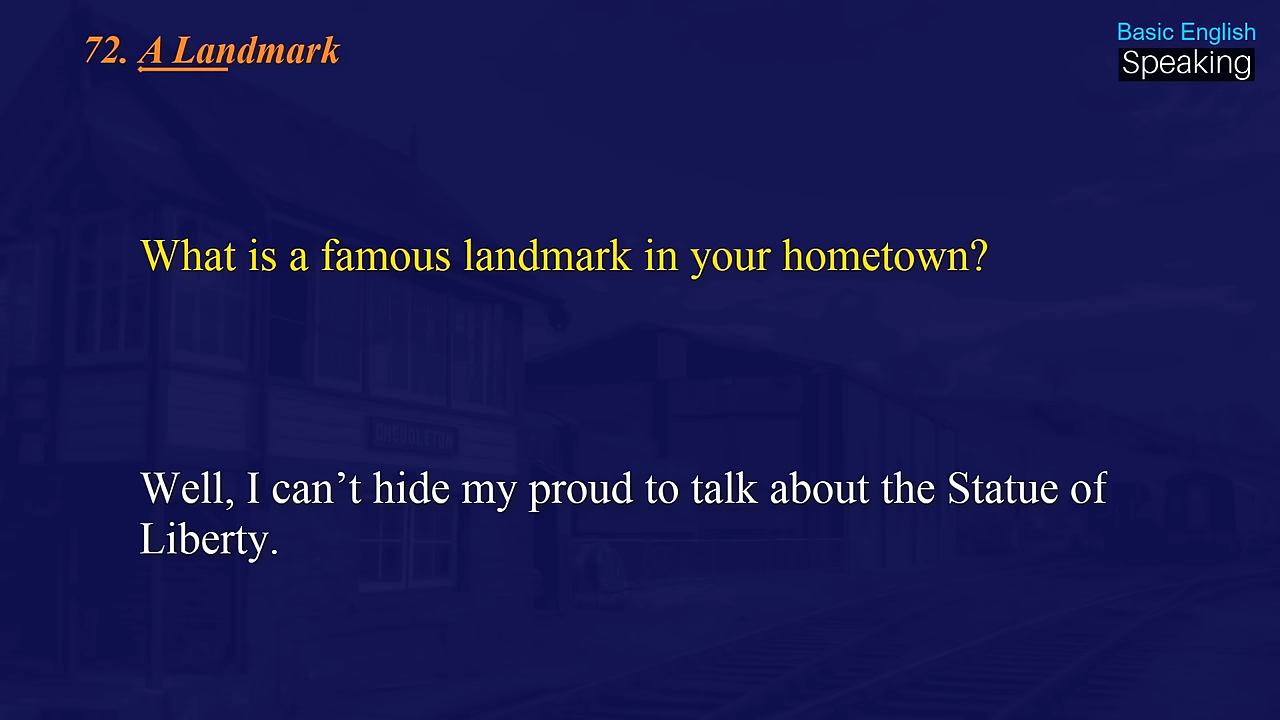 72. A Landmark
Basic English
Speaking
What is a famous landmark in your hometown?
CHEDDLETON
Well, I can’t hide my proud to talk about the Statue of
Liberty.